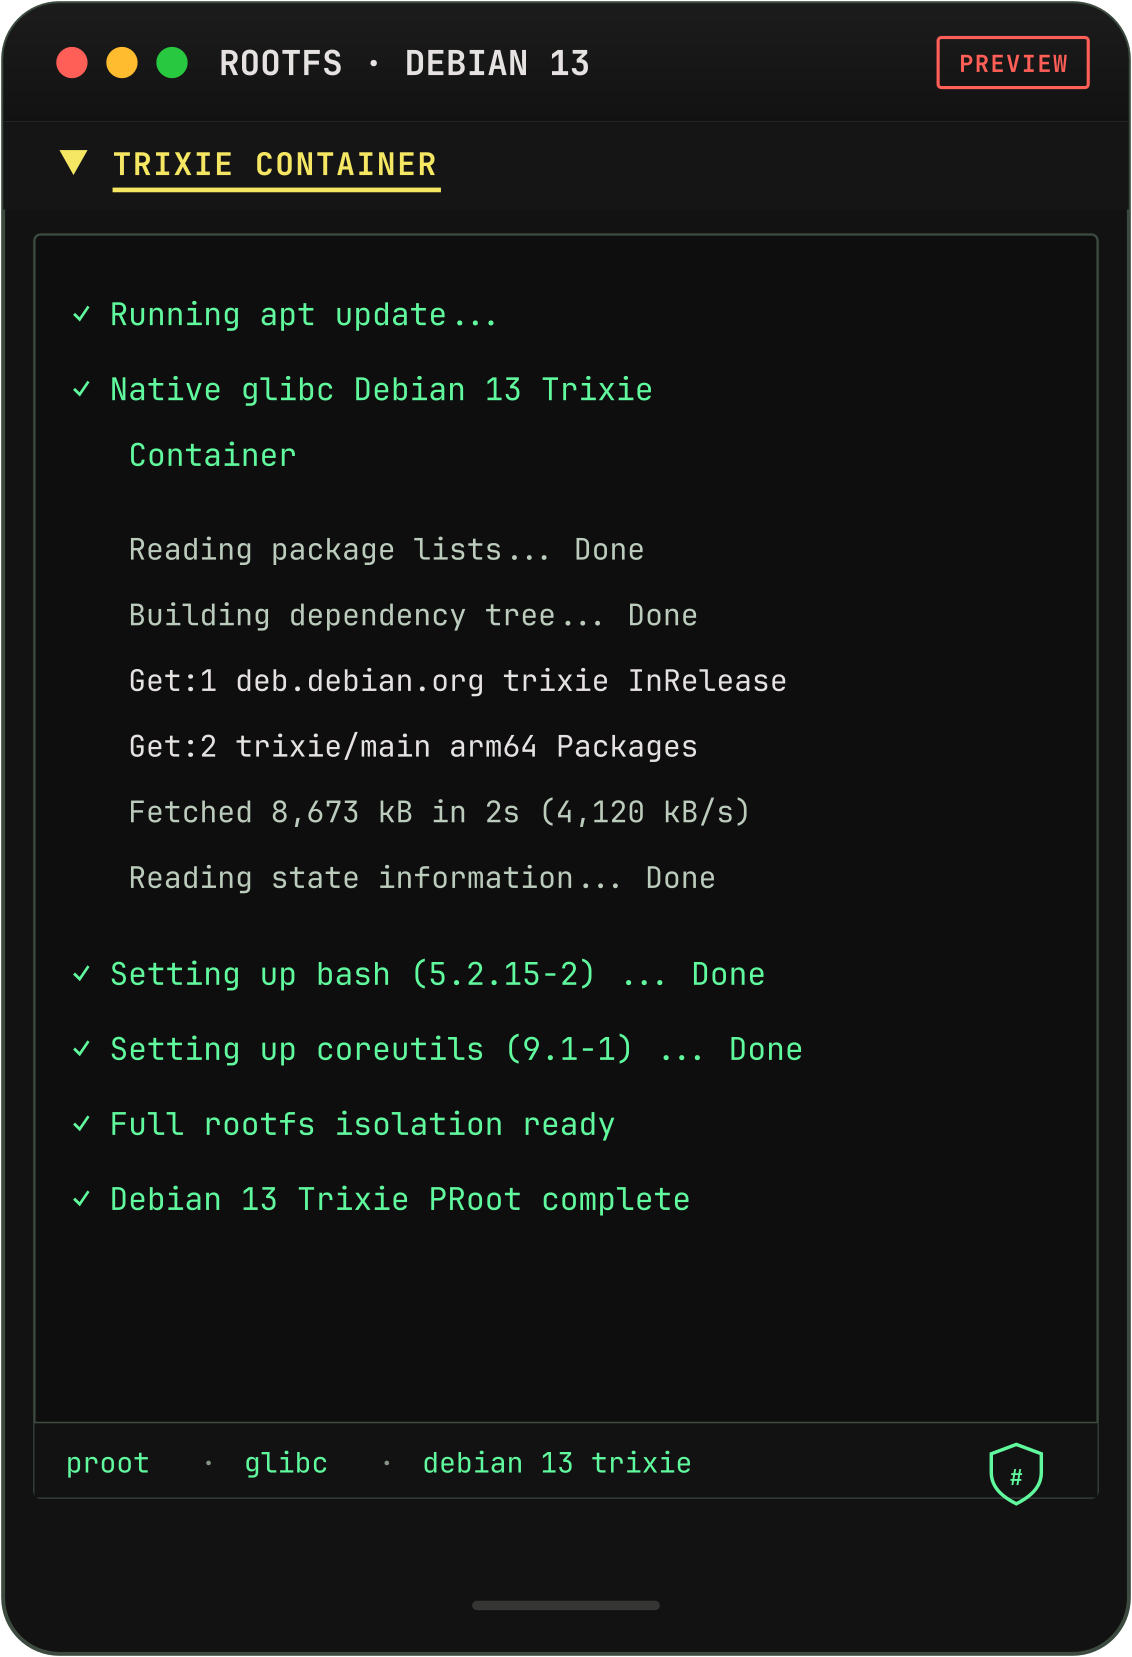 ROOTFS · DEBIAN 13
PREVIEW
▼ TRIXIE CONTAINER
✓ Running apt update...
✓ Native glibc Debian 13 Trixie
Container
Reading package lists... Done
Building dependency tree... Done
Get:1 deb.debian.org trixie InRelease
Get:2 trixie/main arm64 Packages
Fetched 8,673 kB in 2s (4,120 kB/s)
Reading state information... Done
✓ Setting up bash (5.2.15-2) ... Done
✓ Setting up coreutils (9.1-1) ... Done
✓ Full rootfs isolation ready
✓ Debian 13 Trixie PRoot complete
proot · glibc · debian 13 trixie
#